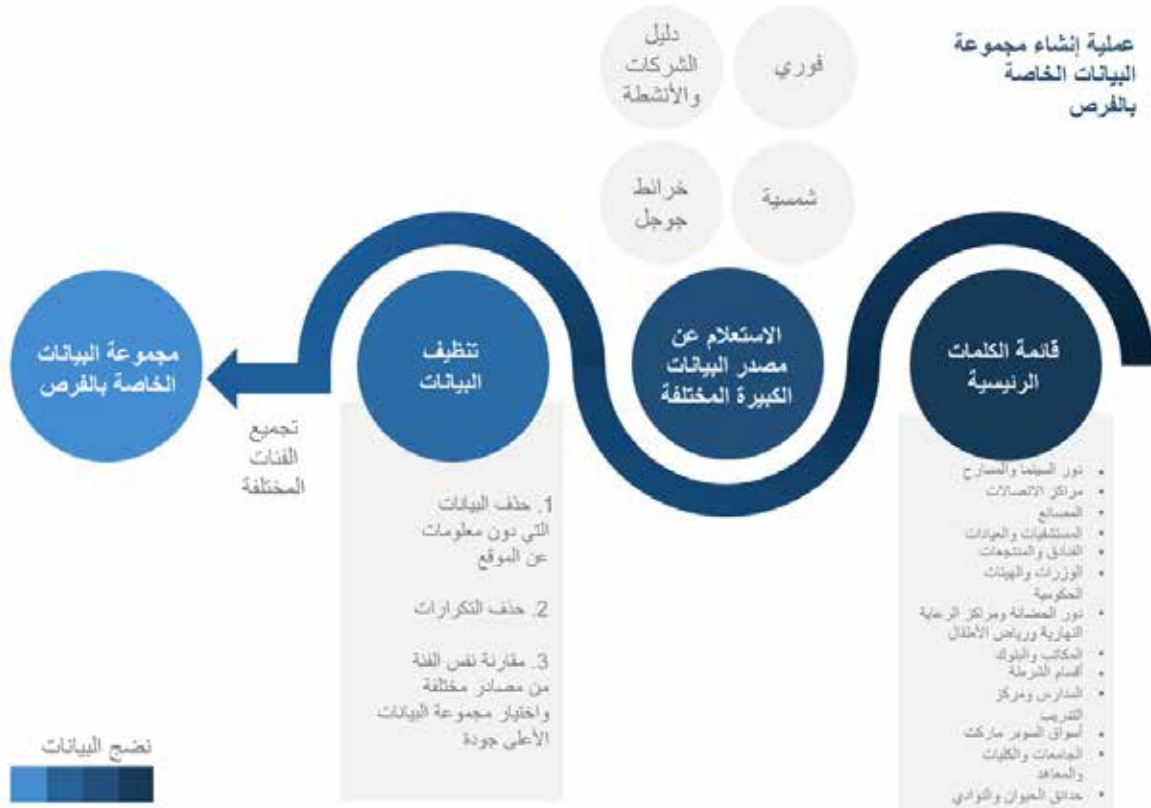 عملية إنشاء مجموعة
البيانات الخاصة
بالفرص
فوري
دليل
الشركات
والأنشطة
شمسية
خرائط
جوجل
قائمة الكلمات
الرئيسية
الاستعلام عن
مصدر البيانات
الكبيرة المختلفة
تنظيف
البيانات
مجموعة البيانات
الخاصة بالفرص
تجميع
الفئات
المختلفة
• دور السينما والمسارح
• مراكز الاتصالات
• المصانع
• المستشفيات والعيادات
• الفنادق والمنتجعات
• الوزرات والهيئات
الحكومية
• دور الحضانة ومراكز الرعاية
النهارية ورياض الأطفال
• المكاتب والبنوك
• أقسام الشرطة
• المدارس ومركز
التدريب
• أسواق السوبر ماركت
• الجامعات والكليات
والمعاهد
• حدائق الحيوان والنوادي
1. حذف البيانات
التي دون معلومات
عن الموقع
2. حذف التكرارات
3. مقارنة نفس الفئة
من مصادر مختلفة
واختيار مجموعة البيانات
الأعلى جودة
نضج البيانات